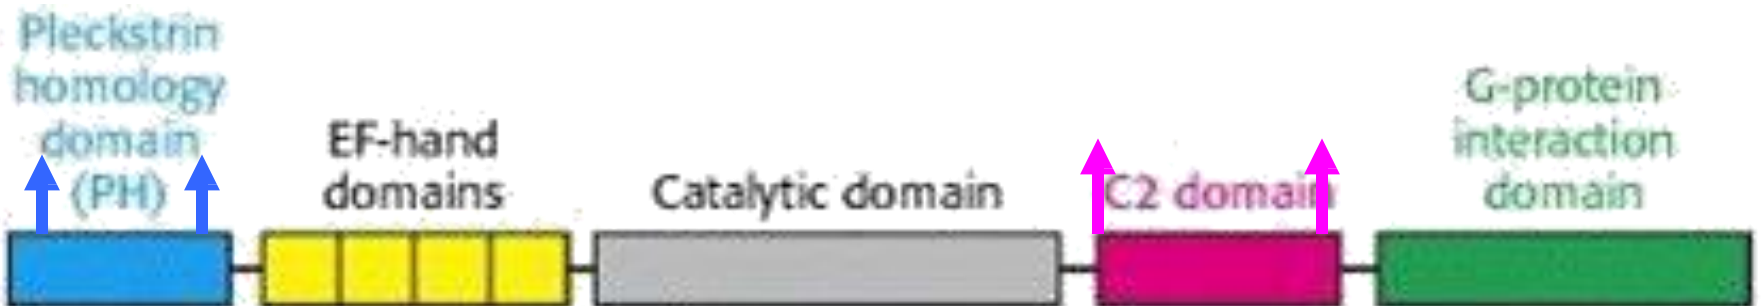 Pleckstrin
homology
domain
(PH)
EF-hand
domains
Catalytic domain
C2 domain
G-protein
interaction
domain